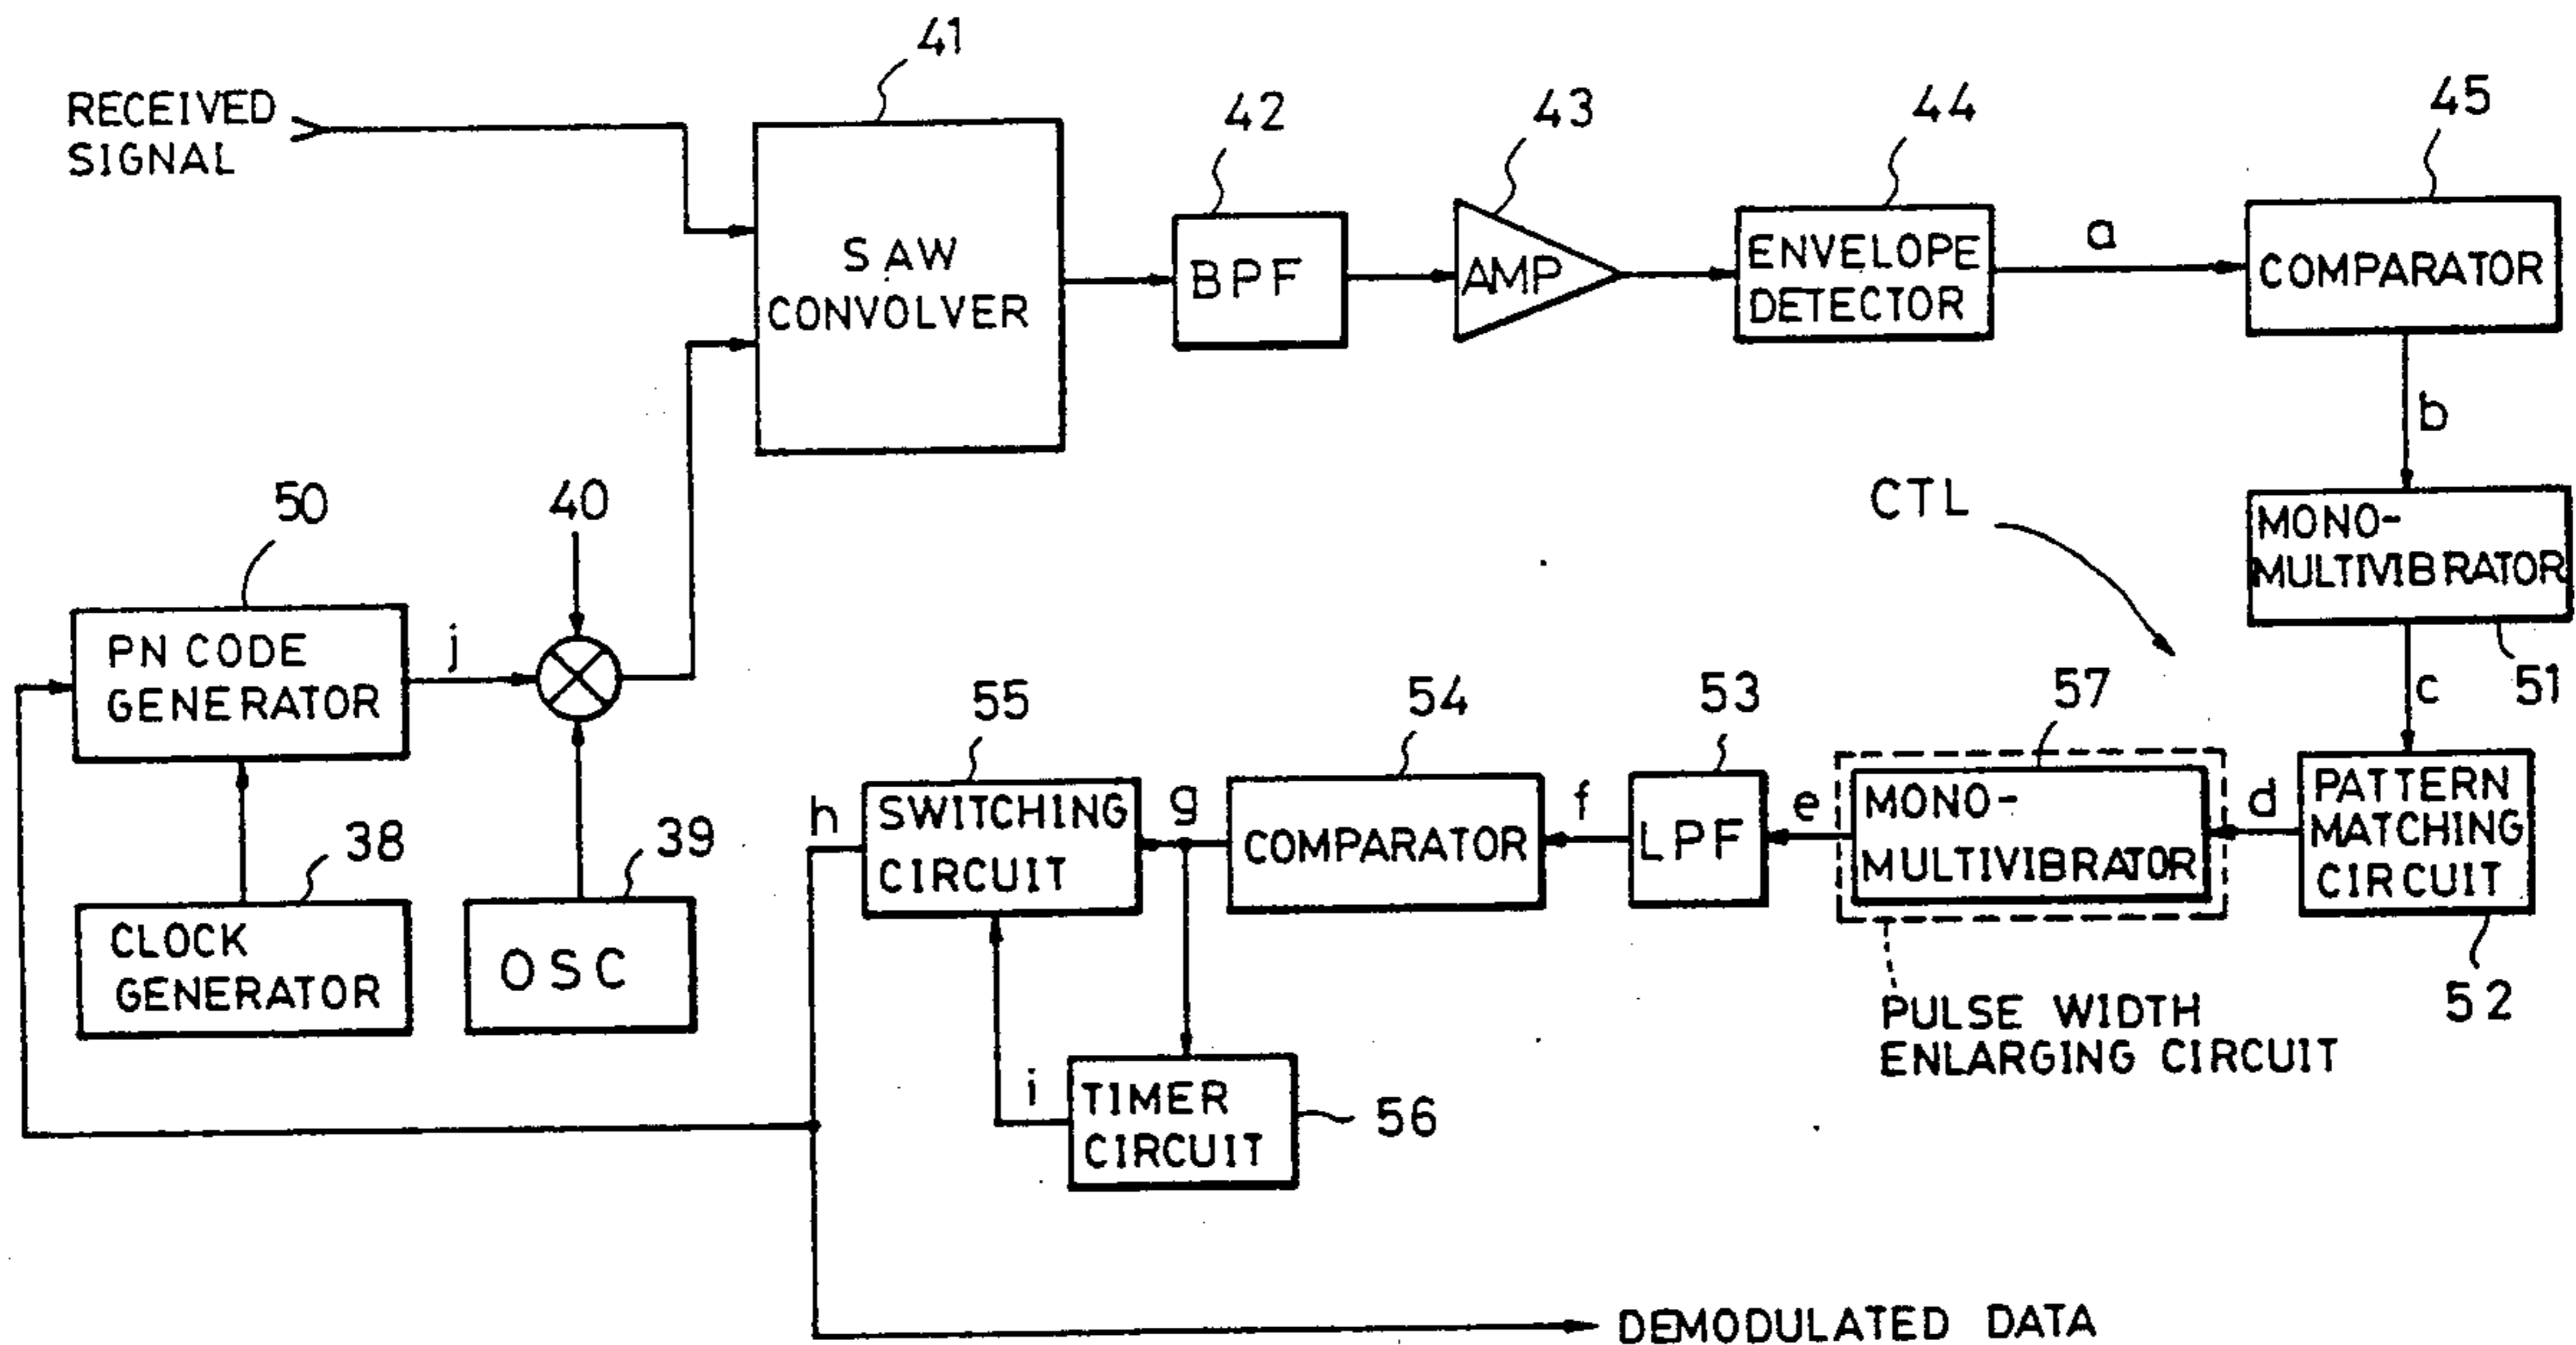 41
RECEIVED
SIGNAL
42
43
44
45
SAW
CONVOLVER
BPF
AMP
ENVELOPE
DETECTOR
a
COMPARATOR
b
50
40
CTL
MONO-
MULTIVIBRATOR
PN CODE
GENERATOR
j
55
54
53
57
c
51
h
SWITCHING
CIRCUIT
g
COMPARATOR
f
LPF
e
MONO-
MULTIVIBRATOR
d
PATTERN
MATCHING
CIRCUIT
38
39
CLOCK
GENERATOR
OSC
52
PULSE WIDTH
ENLARGING CIRCUIT
i
TIMER
CIRCUIT
56
DEMODULATED DATA